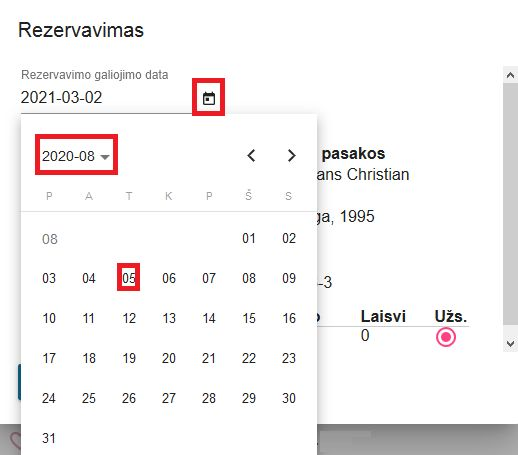 Rezervavimas
Rezervavimo galiojimo data
2021-03-02
2020-08
pasakos
ans Christian
P A T K P Š S
ga, 1995
08 01 02
03 04 05 06 07 08 09
-3
10 11 12 13 14 15 16
Laisvi Užs.
0
17 18 19 20 21 22 23
24 25 26 27 28 29 30
31